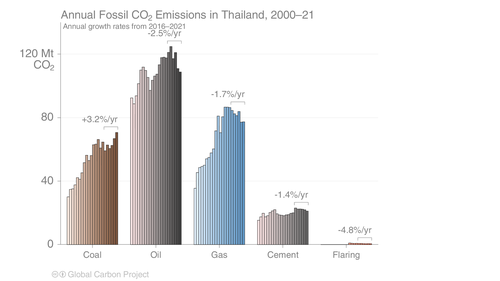 Annual Fossil CO₂ Emissions in Thailand, 2000–21
Annual growth rates from 2016–2021
-2.5%/yr
120 Mt
CO₂
-1.7%/yr
+3.2%/yr
80
40
-1.4%/yr
-4.8%/yr
0
Coal
Oil
Gas
Cement
Flaring
Global Carbon Project